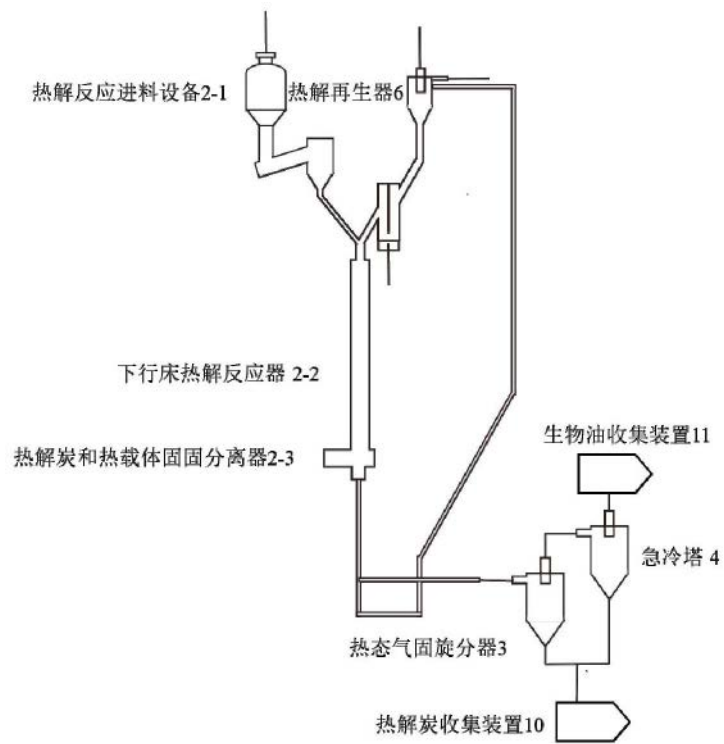 热解反应进料设备2-1
热解再生器6
下行床热解反应器 2-2
生物油收集装置11
热解炭和热载体固固分离器2-3
急冷塔 4
热态气固旋分器3
热解炭收集装置10